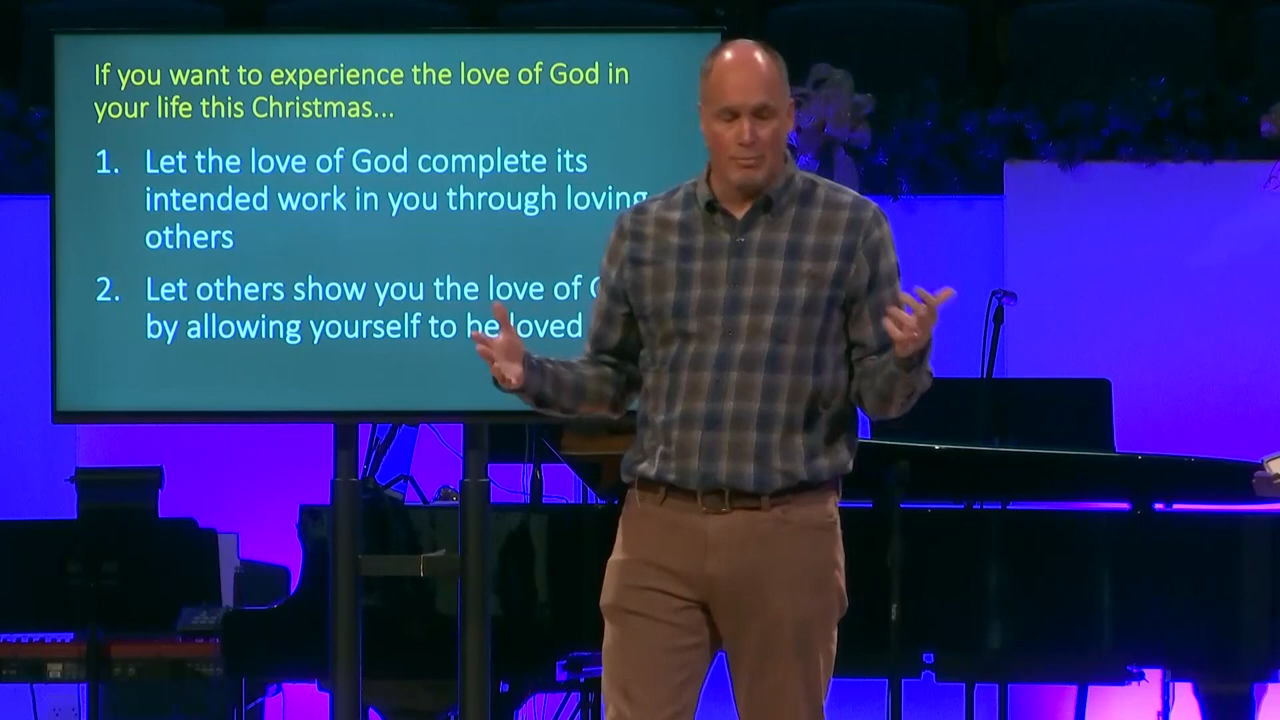 If you want to experience the love of God in
your life this Christmas...
1. Let the love of God complete its
intended work in you through loving
others
2. Let others show you the love of
by allowing yourself to be loved